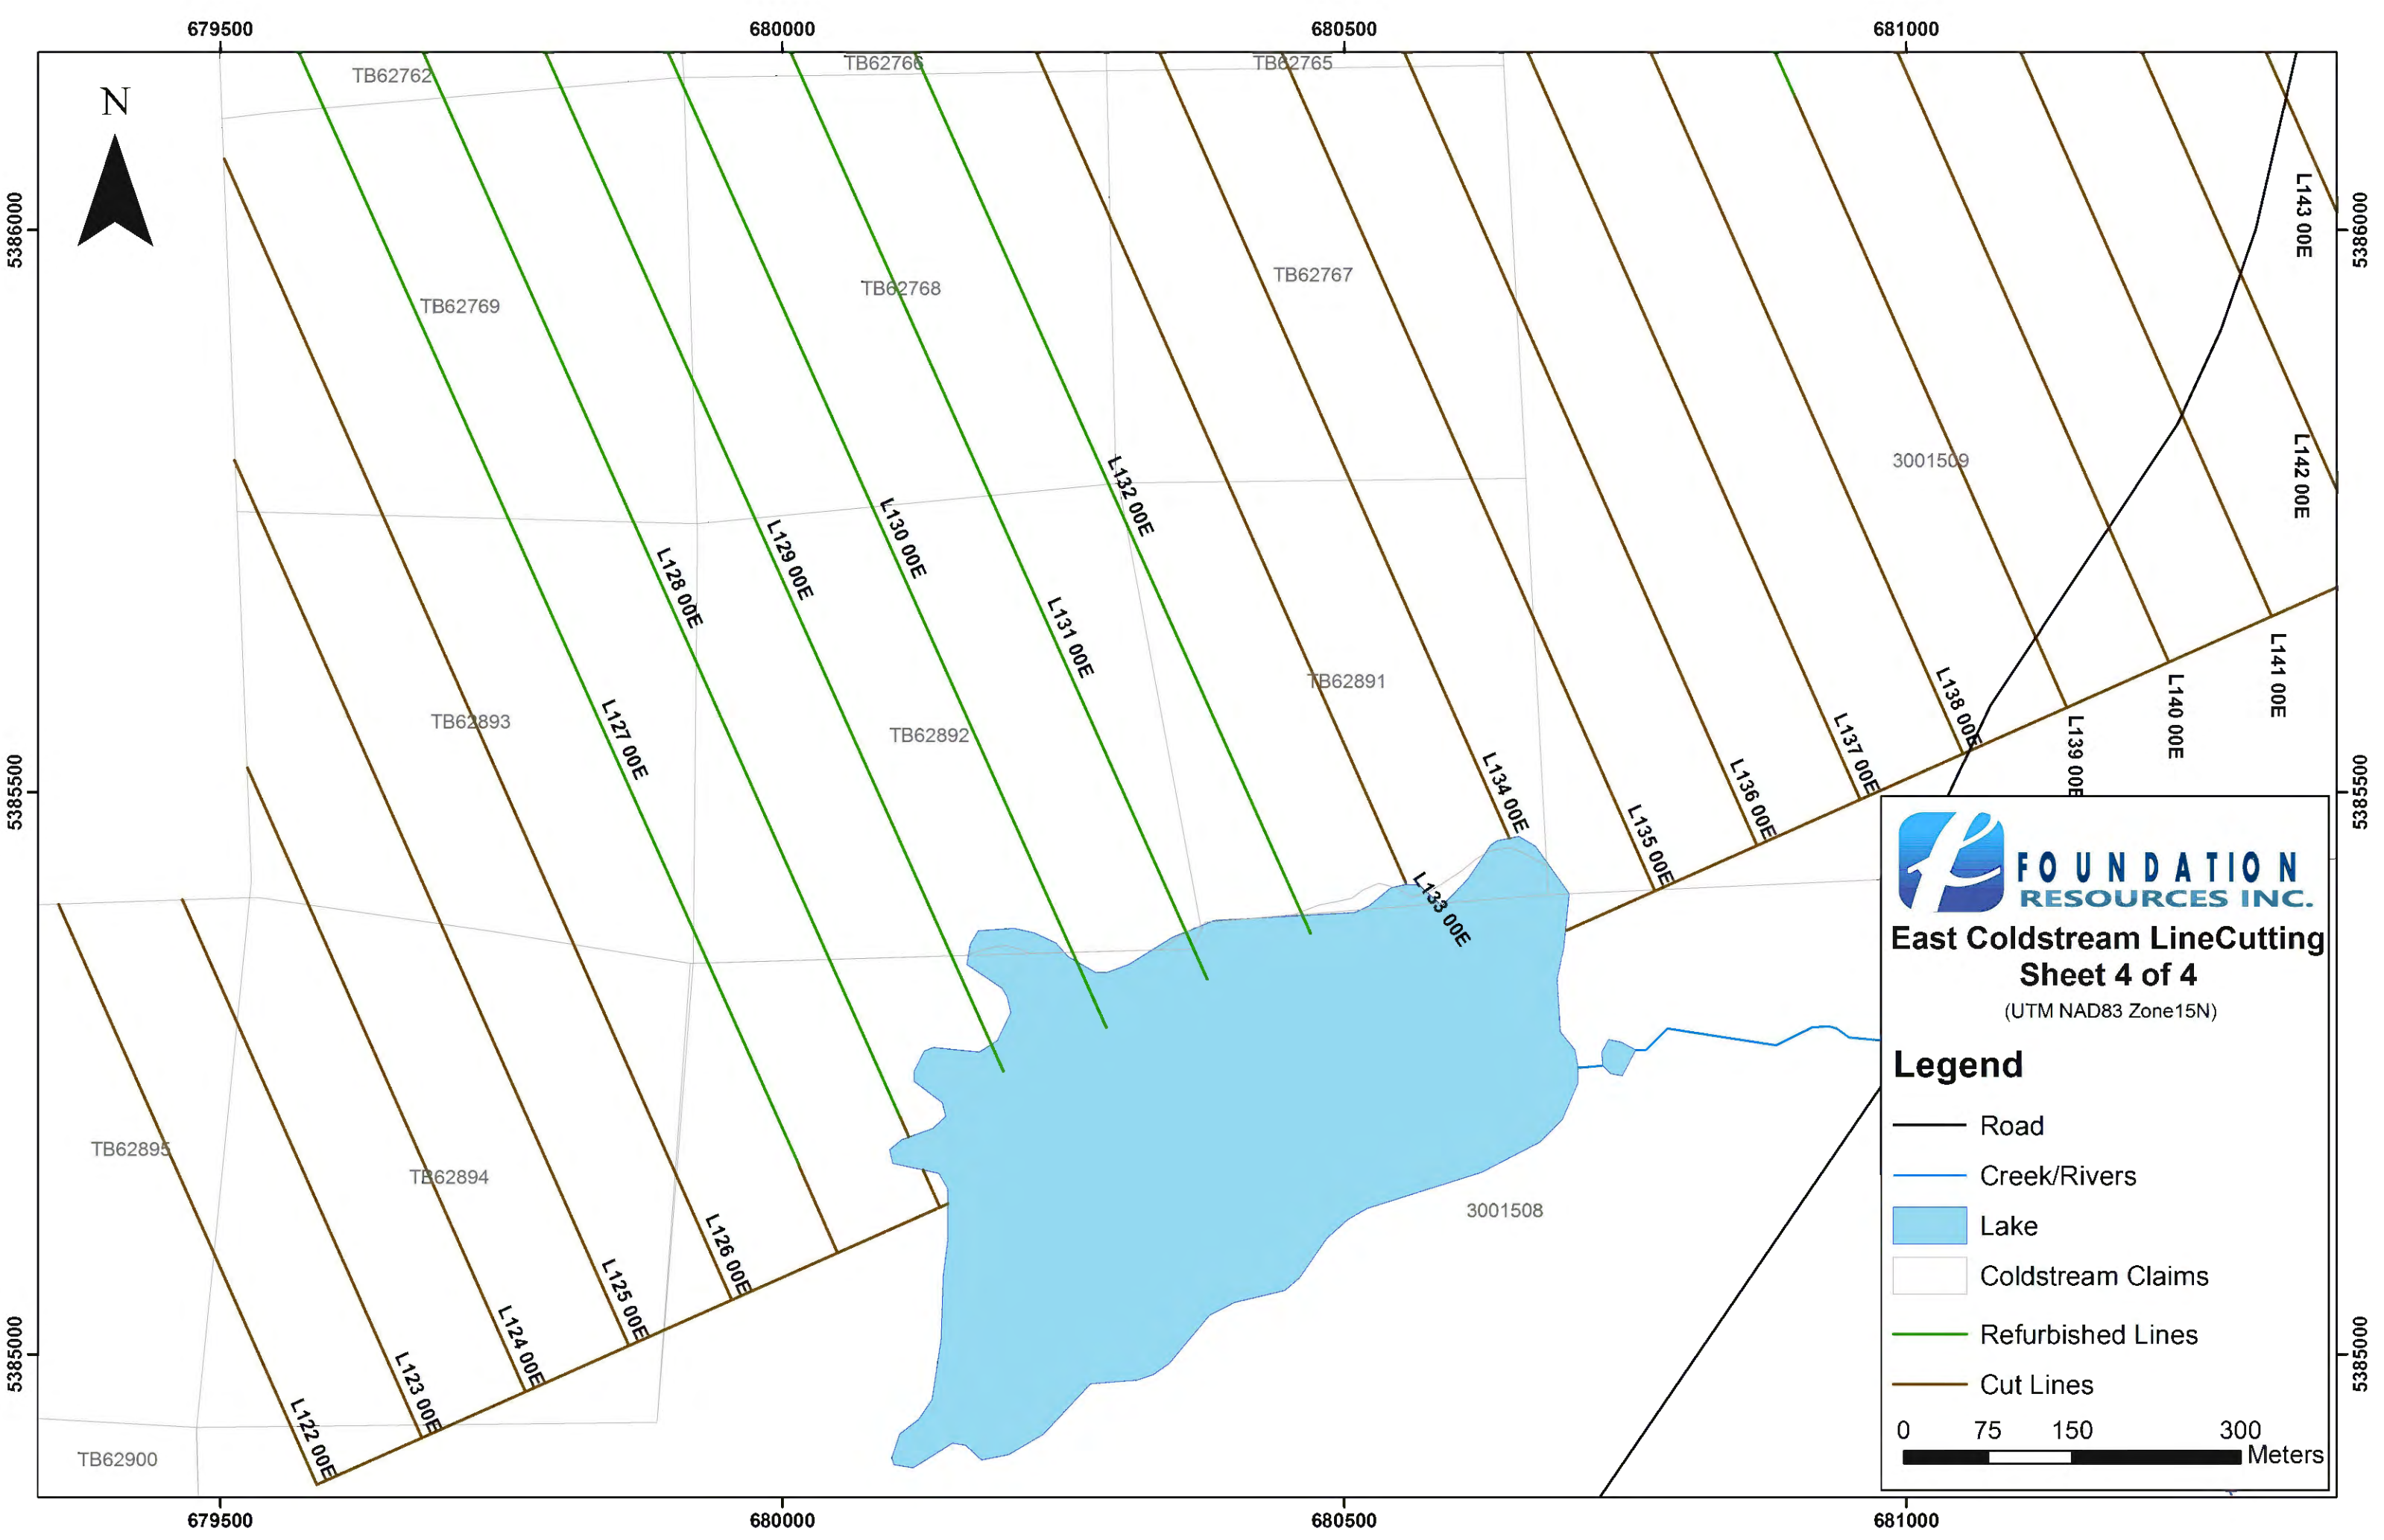 679500 680000 680500 681000
TB62762 TB62766 TB62765
N
5386000 5386000
L143 00E
TB62769 TB62768 TB62767
3001509
L142 00E
L132 00E
L130 00E
L129 00E
L128 00E
L131 00E
L127 00E
TB62893 TB62892 TB62891
L141 00E
L140 00E
L139 00E
L138 00E
L137 00E
L136 00E
L135 00E
L134 00E
L133 00E
5385500 5385500
FOUNDATION
RESOURCES INC.
East Coldstream LineCutting
Sheet 4 of 4
(UTM NAD83 Zone15N)
Legend
Road
Creek/Rivers
Lake
Coldstream Claims
Refurbished Lines
Cut Lines
0 75 150 300
Meters
TB62895 TB62894 3001508
L126 00E
L125 00E
L124 00E
L123 00E
L122 00E
5385000 5385000
TB62900
679500 680000 680500 681000